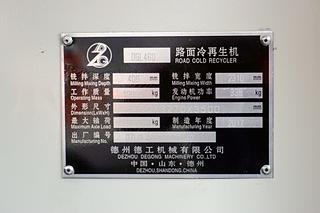 路面冷再生机
ROAD COLD RECYCLER
铣拌深度 mm 铣拌宽度 mm
Milling Mixing Depth Milling Mixing Width
工作质量 kg 发动机功率 kw
Operating Mass Engine Power
外形尺寸 mm
Dimension(LxWxH)
最大轴荷 kg 制造年度 2017
Maximum Axle Load Manufacturing Year
出厂编号
Manufacturing No.
德州德工机械有限公司
DEZHOU DEGONG MACHINERY CO.,LTD
中国·山东·德州
DEZHOU,SHANDONG,CHINA